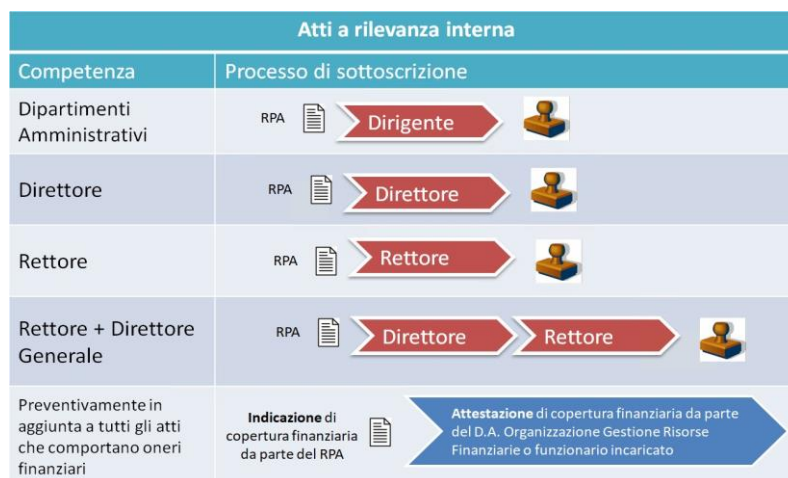 Atti a rilevanza interna
Competenza
Processo di sottoscrizione
Dipartimenti
Amministrativi
RPA
Dirigente
Direttore
RPA
Direttore
Rettore
RPA
Rettore
Rettore + Direttore
Generale
RPA
Direttore
Rettore
Preventivamente in
aggiunta a tutti gli atti
che comportano oneri
finanziari
Indicazione di
copertura finanziaria
da parte del RPA
Attestazione di copertura finanziaria da parte
del D.A. Organizzazione Gestione Risorse
Finanziarie o funzionario incaricato